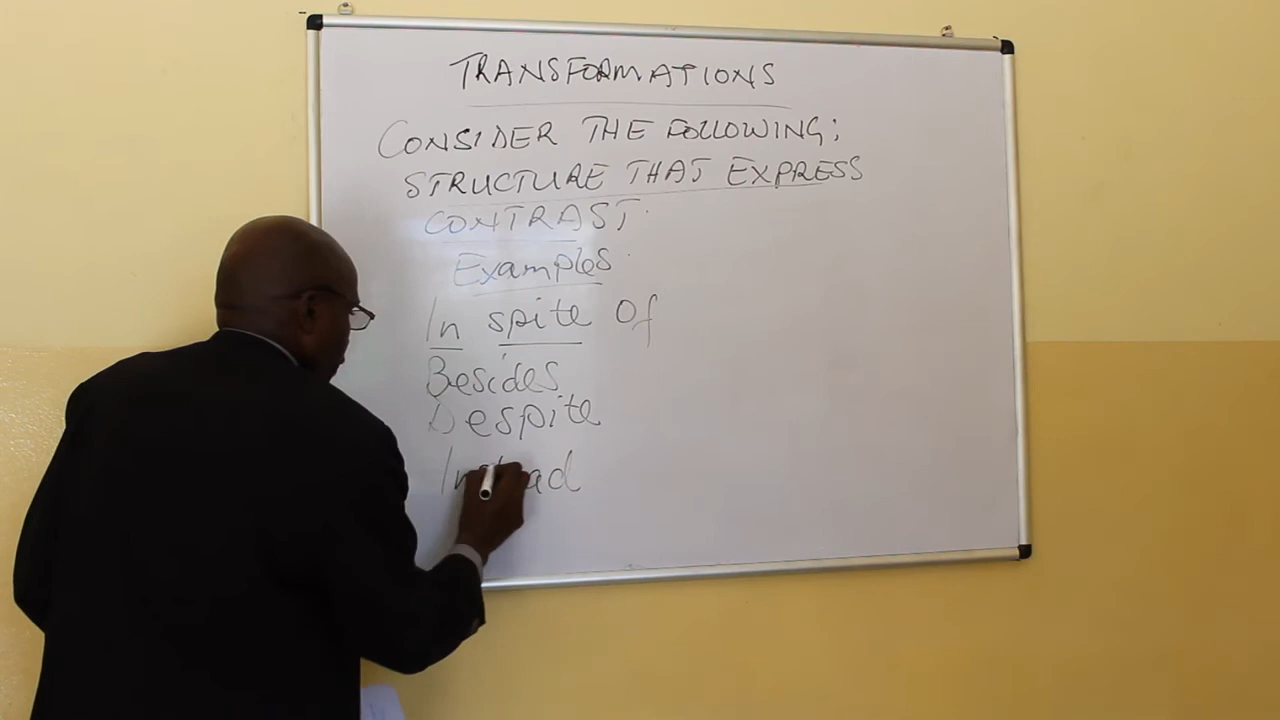 TRANSFORMATIONS
CONSIDER THE FOLLOWING;
STRUCTURE THAT EXPRESS
CONTRAST.
Examples.
In spite Of
Besides
Despite